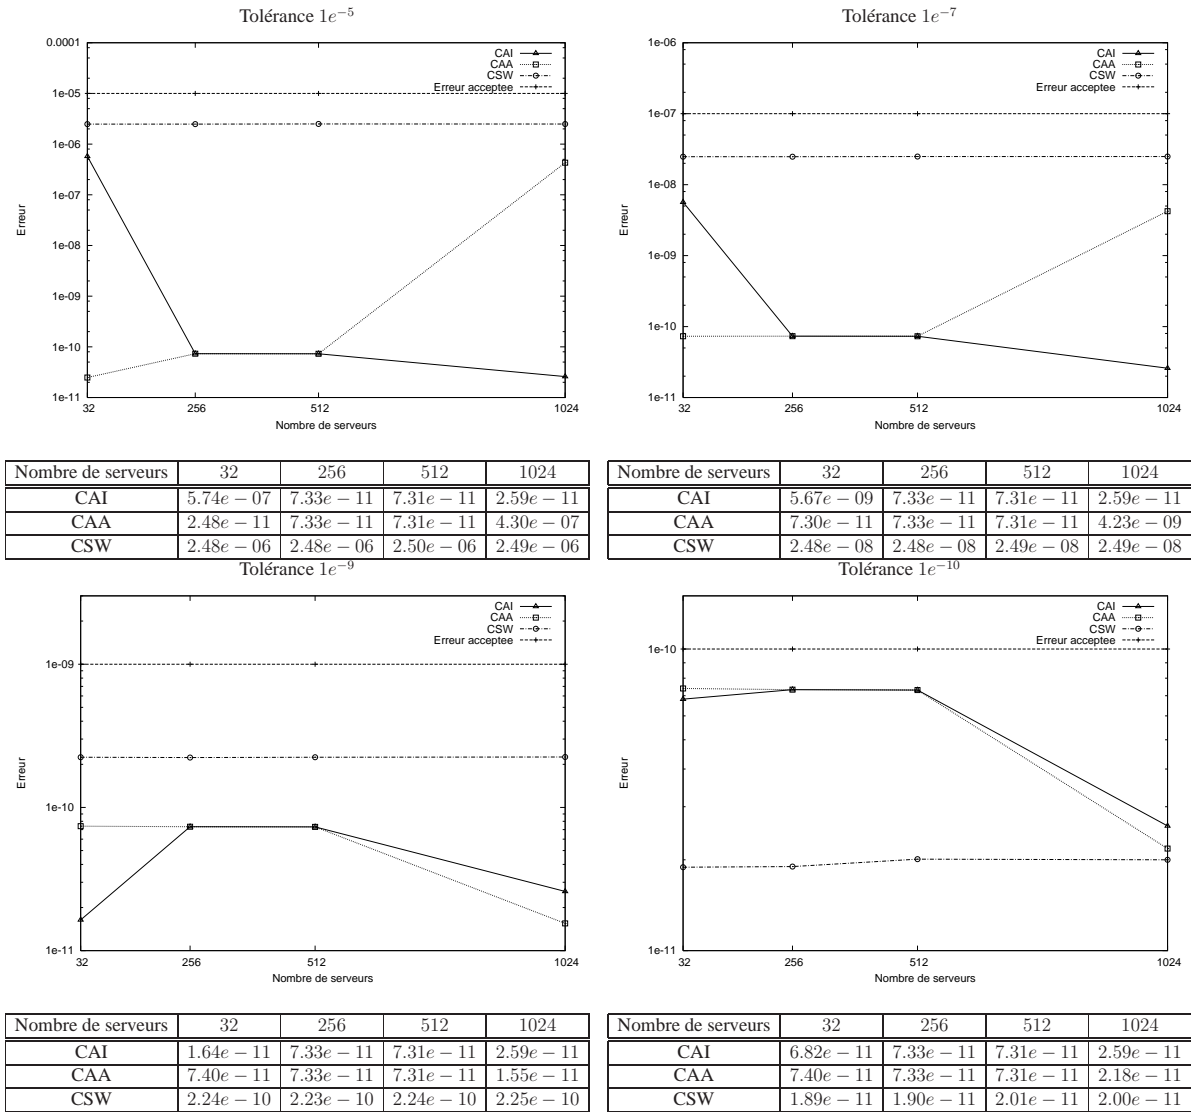 Tolérance 1e−5
0.0001
1e-05
1e-06
1e-07
1e-08
1e-09
1e-10
1e-11
32 256 512 1024
Erreur
Nombre de serveurs
CAI
CAA
CSW
Erreur acceptee
Tolérance 1e−7
1e-06
1e-07
1e-08
1e-09
1e-10
1e-11
32 256 512 1024
Erreur
Nombre de serveurs
CAI
CAA
CSW
Erreur acceptee
Nombre de serveurs 32 256 512 1024
CAI 5.74e − 07 7.33e − 11 7.31e − 11 2.59e − 11
CAA 2.48e − 11 7.33e − 11 7.31e − 11 4.30e − 07
CSW 2.48e − 06 2.48e − 06 2.50e − 06 2.49e − 06
Nombre de serveurs 32 256 512 1024
CAI 5.67e − 09 7.33e − 11 7.31e − 11 2.59e − 11
CAA 7.30e − 11 7.33e − 11 7.31e − 11 4.23e − 09
CSW 2.48e − 08 2.48e − 08 2.49e − 08 2.49e − 08
Tolérance 1e−9
1e-09
1e-10
1e-11
32 256 512 1024
Erreur
Nombre de serveurs
CAI
CAA
CSW
Erreur acceptee
Tolérance 1e−10
1e-10
1e-11
32 256 512 1024
Erreur
Nombre de serveurs
CAI
CAA
CSW
Erreur acceptee
Nombre de serveurs 32 256 512 1024
CAI 1.64e − 11 7.33e − 11 7.31e − 11 2.59e − 11
CAA 7.40e − 11 7.33e − 11 7.31e − 11 1.55e − 11
CSW 2.24e − 10 2.23e − 10 2.24e − 10 2.25e − 10
Nombre de serveurs 32 256 512 1024
CAI 6.82e − 11 7.33e − 11 7.31e − 11 2.59e − 11
CAA 7.40e − 11 7.33e − 11 7.31e − 11 2.18e − 11
CSW 1.89e − 11 1.90e − 11 2.01e − 11 2.00e − 11